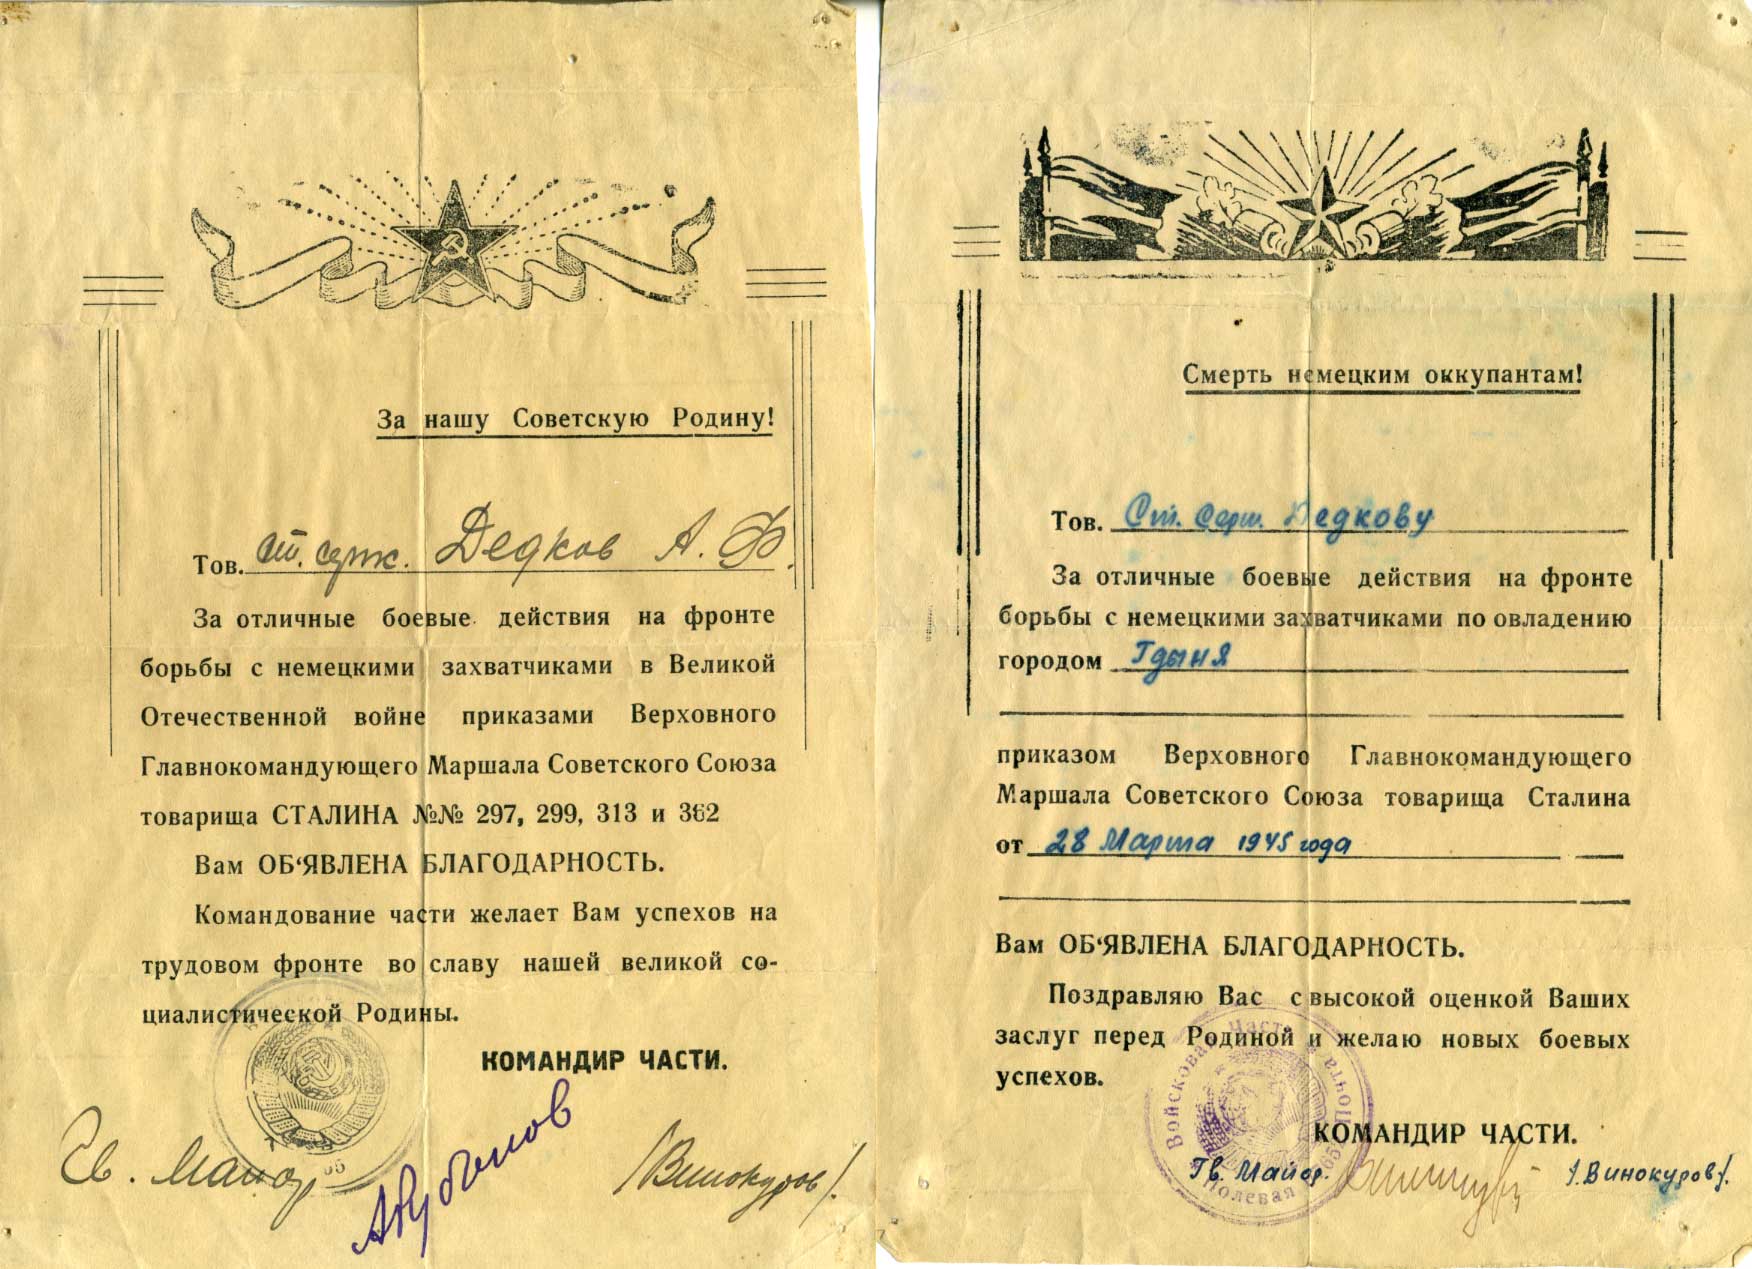 За нашу Советскую Родину!
Тов. ст. серж. Дедков А. Ф.
За отличные боевые действия на фронте
борьбы с немецкими захватчиками в Великой
Отечественной войне приказами Верховного
Главнокомандующего Маршала Советского Союза
товарища СТАЛИНА №№ 297, 299, 313 и 362
Вам ОБ‘ЯВЛЕНА БЛАГОДАРНОСТЬ.
Командование части желает Вам успехов на
трудовом фронте во славу нашей великой со-
циалистической Родины.
КОМАНДИР ЧАСТИ.
Гв. Майор /Винокуров/.
Смерть немецким оккупантам!
Тов. Ст. Серж. Дедкову
За отличные боевые действия на фронте
борьбы с немецкими захватчиками по овладению
городом Гдыня
приказом Верховного Главнокомандующего
Маршала Советского Союза товарища Сталина
от 28 Марта 1945 года
Вам ОБ‘ЯВЛЕНА БЛАГОДАРНОСТЬ.
Поздравляю Вас с высокой оценкой Ваших
заслуг перед Родиной и желаю новых боевых
успехов.
КОМАНДИР ЧАСТИ.
Гв. Майор. /Винокуров/.
Войсковая Часть Полевая Почта